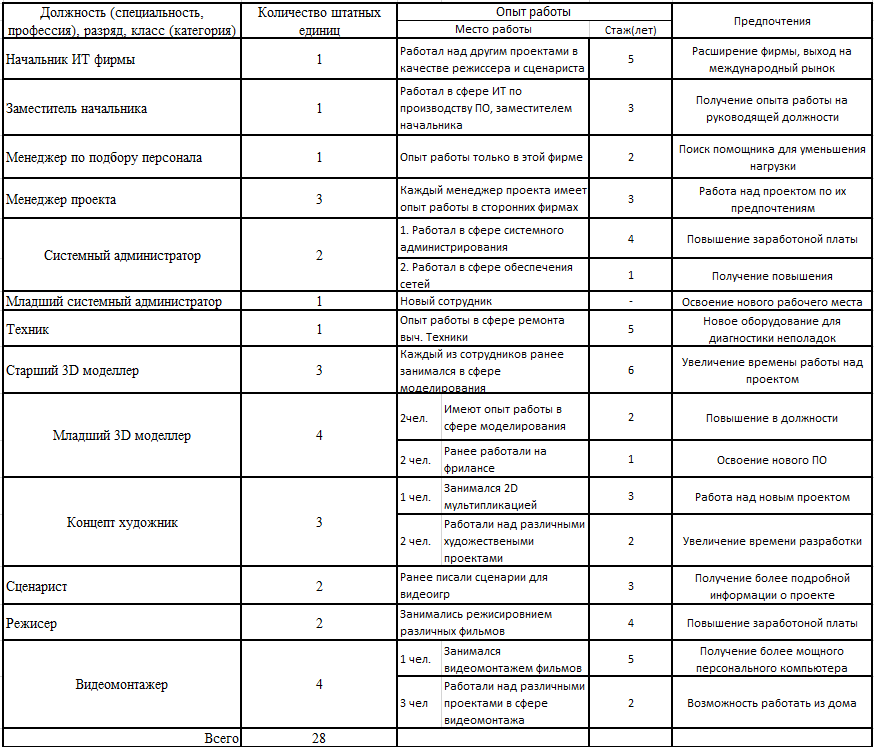 Должность (специальность,
профессия), разряд, класс (категория)
Количество штатных
единиц
Опыт работы
Место работы
Стаж(лет)
Предпочтения
Начальник ИТ фирмы
1
Работал над другим проектами в
качестве режиссера и сценариста
5
Расширение фирмы, выход на
международный рынок
Заместитель начальника
1
Работал в сфере ИТ по
производству ПО, заместителем
начальника
3
Получение опыта работы на
руководящей должности
Менеджер по подбору персонала
1
Опыт работы только в этой фирме
2
Поиск помощника для уменьшения
нагрузки
Менеджер проекта
3
Каждый менеджер проекта имеет
опыт работы в сторонних фирмах
3
Работа над проектом по их
предпочтениям
Системный администратор
2
1. Работал в сфере системного
администрирования
4
Повышение заработоной платы
2. Работал в сфере обеспечения
сетей
1
Получение повышения
Младший системный администратор
1
Новый сотрудник
-
Освоение нового рабочего места
Техник
1
Опыт работы в сфере ремонта
выч. Техники
5
Новое оборудование для
диагностики неполадок
Старший 3D моделлер
3
Каждый из сотрудников ранее
занимался в сфере
моделирования
6
Увеличение времены работы над
проектом
Младший 3D моделлер
4
2чел.
Имеют опыт работы в
сфере моделирования
2
Повышение в должности
2 чел.
Ранее работали на
фрилансе
1
Освоение нового ПО
Концепт художник
3
1 чел.
Занимался 2D
мультипликацией
3
Работа над новым проектом
2 чел.
Работали над различными
художествеными
проектами
2
Увеличение времени разработки
Сценарист
2
Ранее писали сценарии для
видеоигр
3
Получение более подробной
информации о проекте
Режисер
2
Занимались режисировнием
различных фильмов
4
Повышение заработоной платы
Видеомонтажер
4
1 чел.
Занимался
видеомонтажем фильмов
5
Получение более мощного
персонального компьютера
3 чел
Работали над различными
проектами в сфере
видеомонтажа
2
Возможность работать из дома
Всего
28